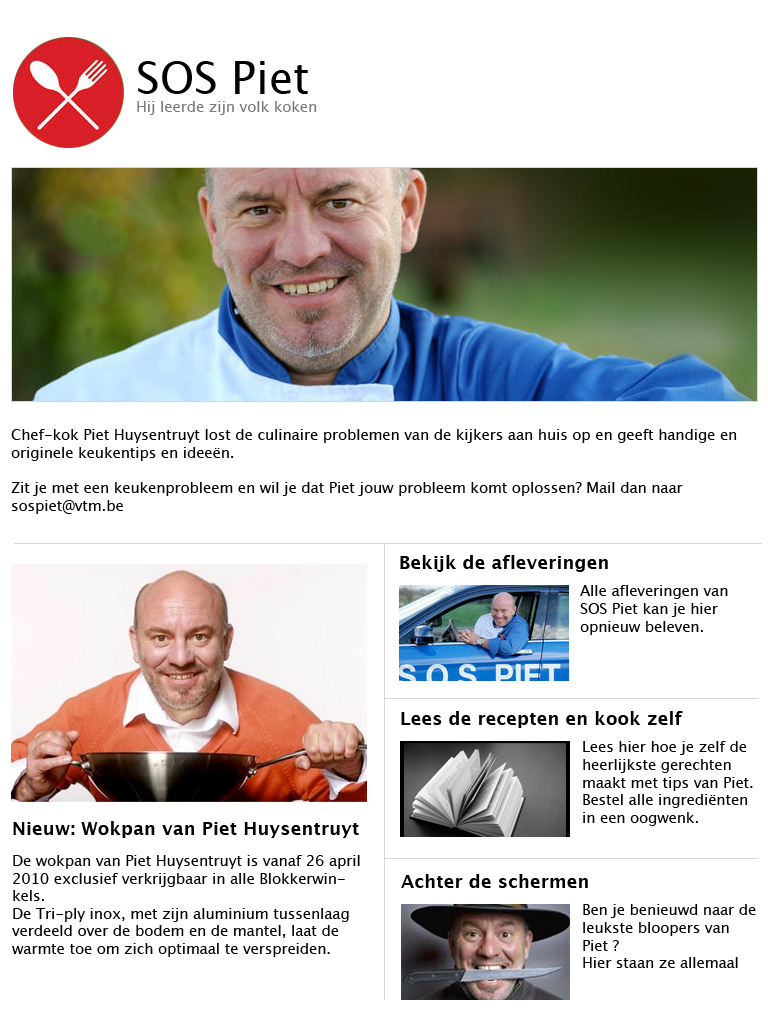 SOS Piet
Hij leerde zijn volk koken
Chef-kok Piet Huysentruyt lost de culinaire problemen van de kijkers aan huis op en geeft handige en
originele keukentips en ideeën.
Zit je met een keukenprobleem en wil je dat Piet jouw probleem komt oplossen? Mail dan naar
sospiet@vtm.be
Nieuw: Wokpan van Piet Huysentruyt
De wokpan van Piet Huysentruyt is vanaf 26 april
2010 exclusief verkrijgbaar in alle Blokkerwin-
kels.
De Tri-ply inox, met zijn aluminium tussenlaag
verdeeld over de bodem en de mantel, laat de
warmte toe om zich optimaal te verspreiden.
Bekijk de afleveringen
S.O.S. PIET
Alle afleveringen van
SOS Piet kan je hier
opnieuw beleven.
Lees de recepten en kook zelf
Lees hier hoe je zelf de
heerlijkste gerechten
maakt met tips van Piet.
Bestel alle ingrediënten
in een oogwenk.
Achter de schermen
Ben je benieuwd naar de
leukste bloopers van
Piet ?
Hier staan ze allemaal